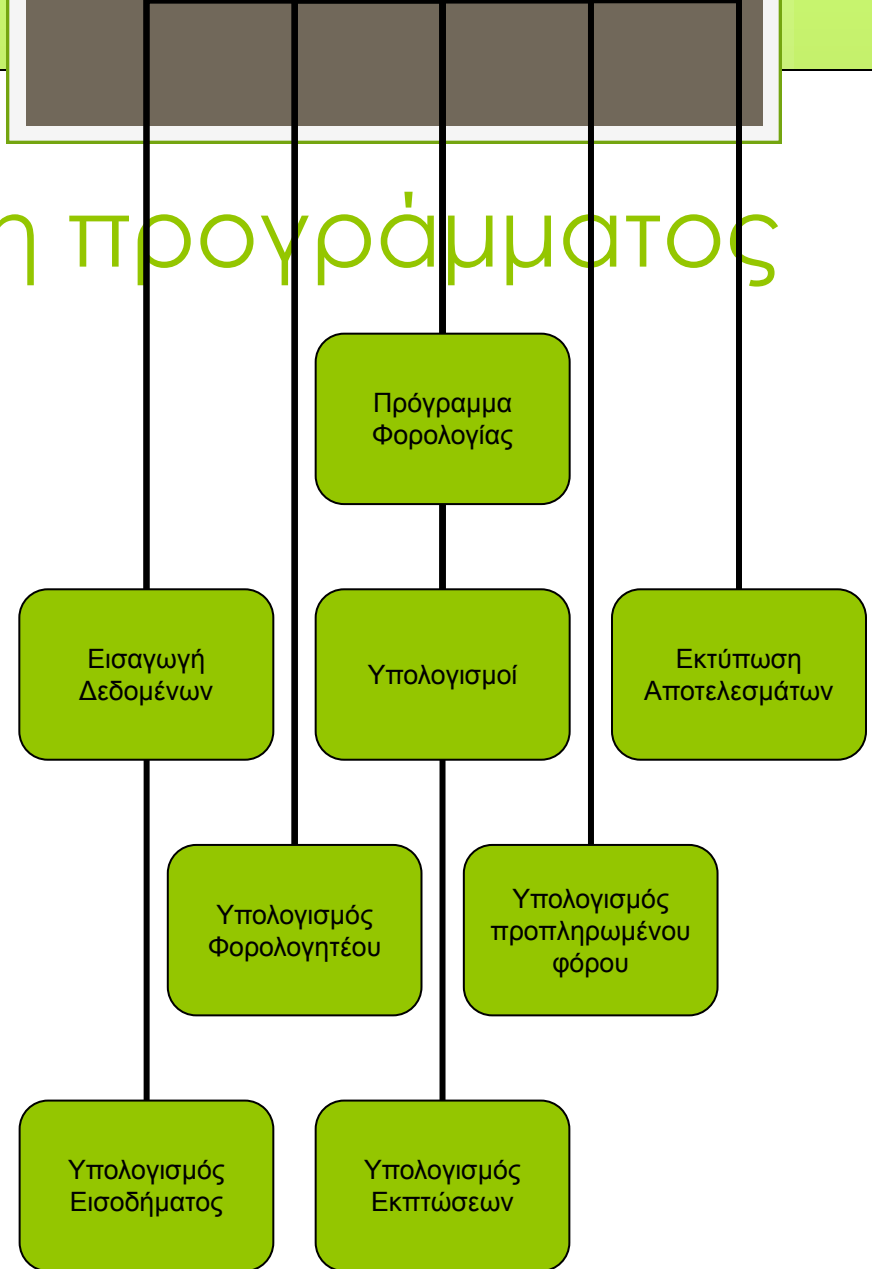 η προγράμματος
Πρόγραμμα
Φορολογίας
Εισαγωγή
Δεδομένων
Υπολογισμοί
Εκτύπωση
Αποτελεσμάτων
Υπολογισμός
Φορολογητέου
Υπολογισμός
προπληρωμένου
φόρου
Υπολογισμός
Εισοδήματος
Υπολογισμός
Εκπτώσεων